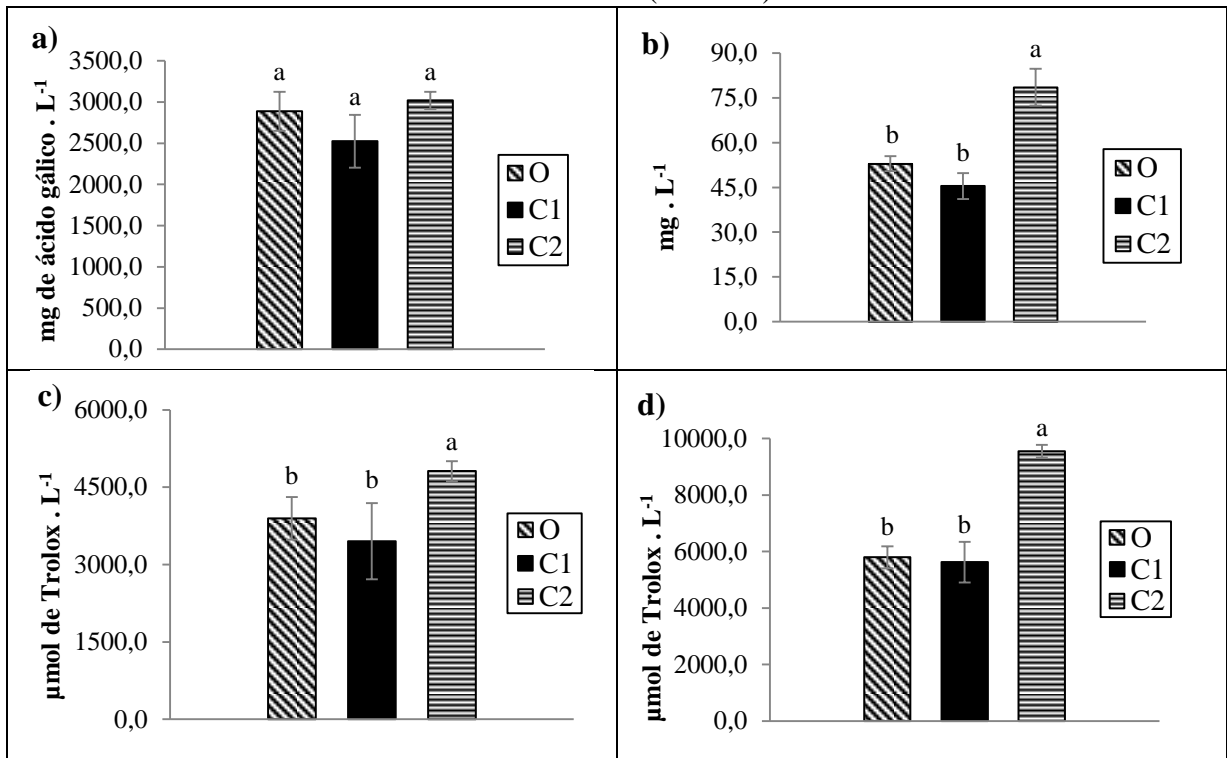 a)
mg de ácido gálico . L-1
3500,0
3000,0
2500,0
2000,0
1500,0
1000,0
500,0
0,0
a
a
a
O
C1
C2
b)
mg . L-1
90,0
75,0
60,0
45,0
30,0
15,0
0,0
b
b
a
O
C1
C2
c)
µmol de Trolox . L-1
6000,0
4500,0
3000,0
1500,0
0,0
b
b
a
O
C1
C2
d)
µmol de Trolox . L-1
10000,0
8000,0
6000,0
4000,0
2000,0
0,0
b
b
a
O
C1
C2